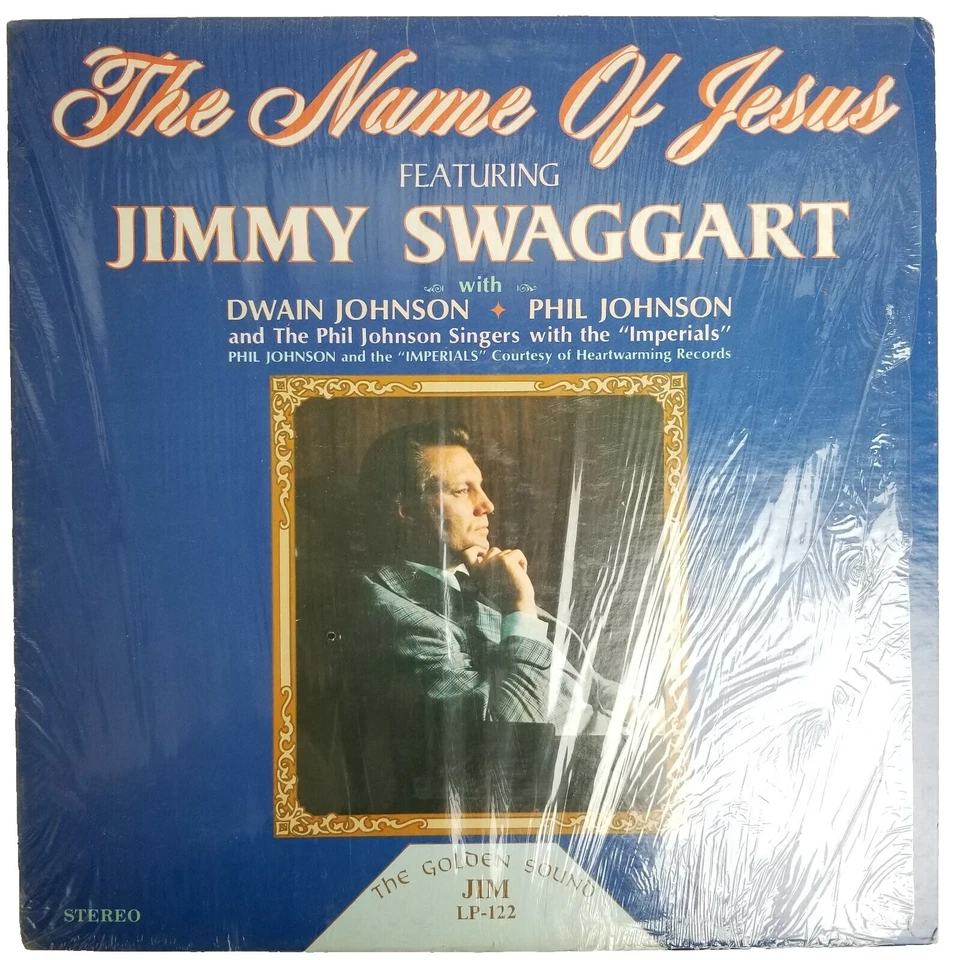 The Name Of Jesus
FEATURING
JIMMY SWAGGART
with
DWAIN JOHNSON ✦ PHIL JOHNSON
and The Phil Johnson Singers with the “Imperials”
PHIL JOHNSON and the “IMPERIALS” Courtesy of Heartwarming Records
THE GOLDEN SOUND
JIM
LP-122
STEREO